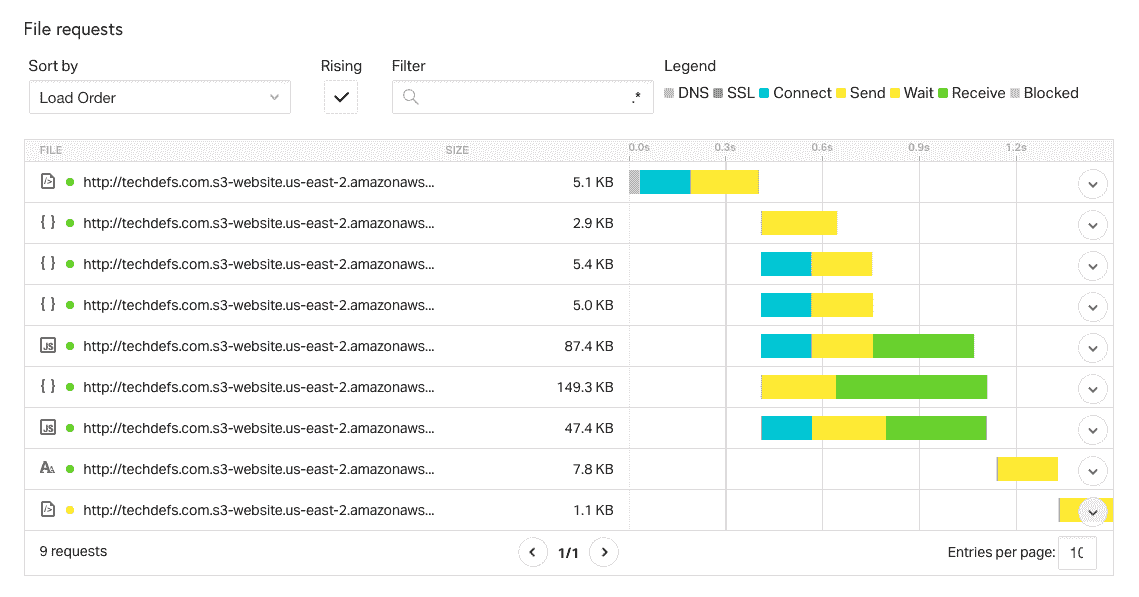 File requests
Sort by Rising Filter Legend
Load Order .* DNS SSL Connect Send Wait Receive Blocked
FILE SIZE 0.0s 0.3s 0.6s 0.9s 1.2s
http://techdefs.com.s3-website.us-east-2.amazonaws... 5.1 KB
{ } http://techdefs.com.s3-website.us-east-2.amazonaws... 2.9 KB
{ } http://techdefs.com.s3-website.us-east-2.amazonaws... 5.4 KB
{ } http://techdefs.com.s3-website.us-east-2.amazonaws... 5.0 KB
JS http://techdefs.com.s3-website.us-east-2.amazonaws... 87.4 KB
{ } http://techdefs.com.s3-website.us-east-2.amazonaws... 149.3 KB
JS http://techdefs.com.s3-website.us-east-2.amazonaws... 47.4 KB
http://techdefs.com.s3-website.us-east-2.amazonaws... 7.8 KB
http://techdefs.com.s3-website.us-east-2.amazonaws... 1.1 KB
9 requests 1/1 Entries per page: 10